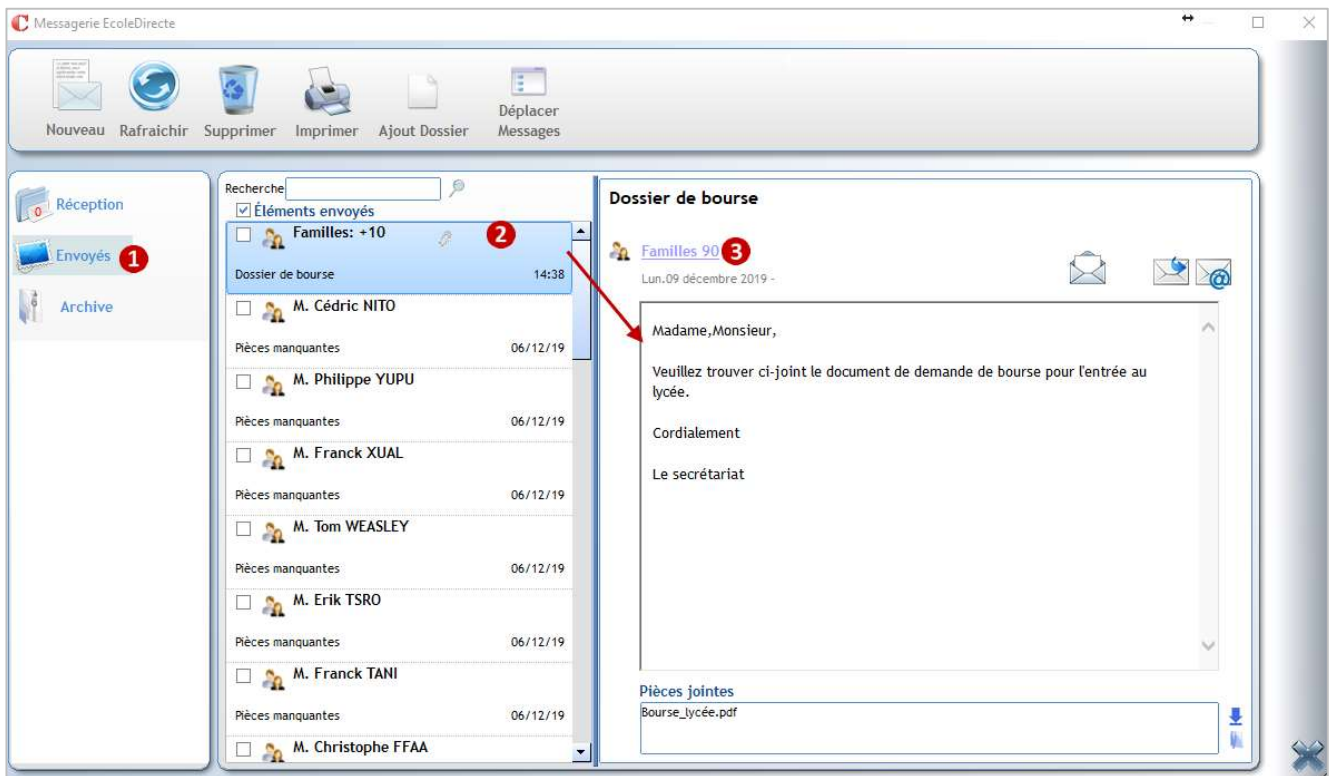 Messagerie EcoleDirecte
Nouveau
Rafraichir
Supprimer
Imprimer
Ajout Dossier
Déplacer
Messages
0
Réception
Envoyés
1
Archive
Recherche
Éléments envoyés
Familles: +10
2
Dossier de bourse 14:38
M. Cédric NITO
Pièces manquantes 06/12/19
M. Philippe YUPU
Pièces manquantes 06/12/19
M. Franck XUAL
Pièces manquantes 06/12/19
M. Tom WEASLEY
Pièces manquantes 06/12/19
M. Erik TSRO
Pièces manquantes 06/12/19
M. Franck TANI
Pièces manquantes 06/12/19
M. Christophe FFAA
Dossier de bourse
Familles 90
3
Lun.09 décembre 2019 -
Madame,Monsieur,
Veuillez trouver ci-joint le document de demande de bourse pour l'entrée au
lycée.
Cordialement
Le secrétariat
Pièces jointes
Bourse_lycée.pdf